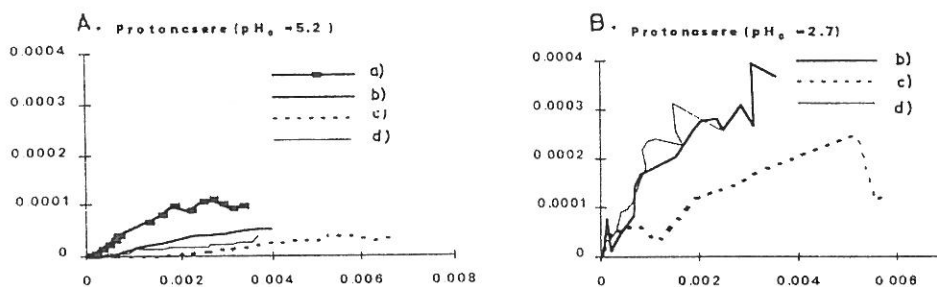 A. Protonosere (pH₀ = 5.2)
0.0004
0.0003
0.0002
0.0001
0
0
0.002
0.004
0.006
0.008
a)
b)
c)
d)
B. Protonosere (pH₀ = 2.7)
0.0004
0.0003
0.0002
0.0001
0
0
0.002
0.004
0.006
b)
c)
d)